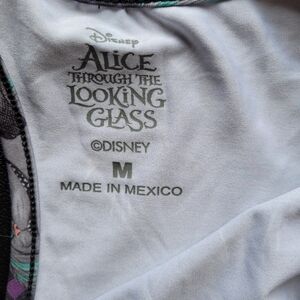 Disney
ALICE
THROUGH THE
LOOKING
GLASS
©DISNEY
M
MADE IN MEXICO